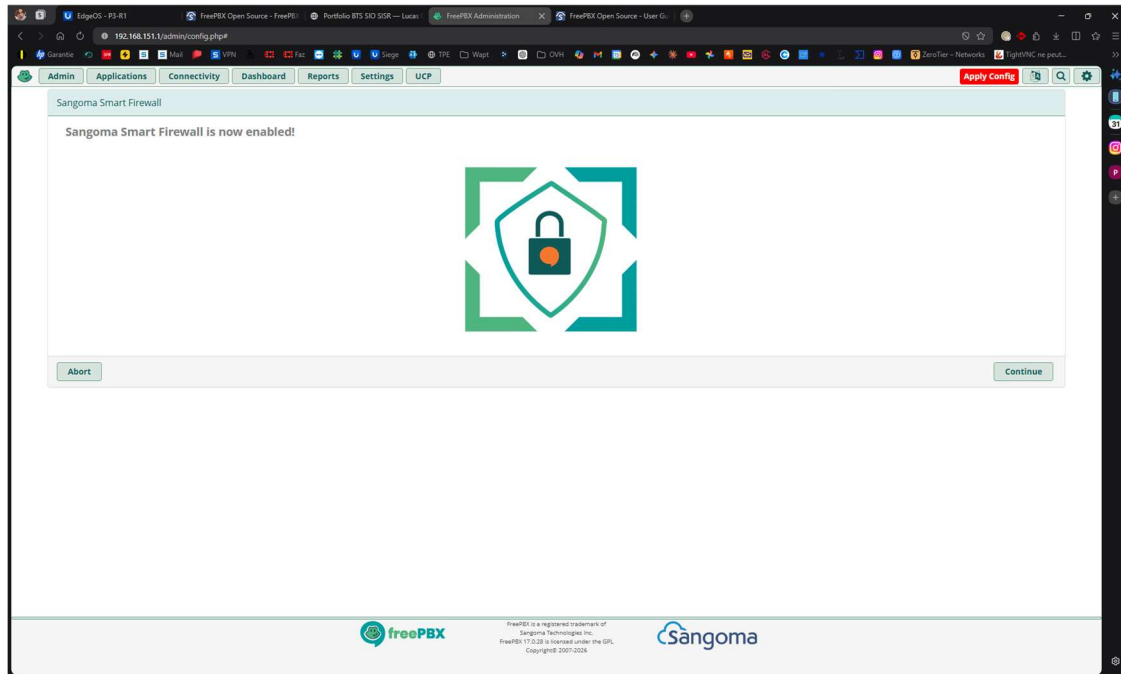 EdgeOS - P3-R1
FreePBX Open Source - FreePB
Portfolio BTS SIO SISR — Lucas
FreePBX Administration
FreePBX Open Source - User Gu
192.168.151.1/admin/config.php#
Garantie
Mail
VPN
Faz
Siege
TPE
Wapt
OVH
ZeroTier – Networks
TightVNC ne peut...
Admin
Applications
Connectivity
Dashboard
Reports
Settings
UCP
Apply Config
31
Sangoma Smart Firewall
Sangoma Smart Firewall is now enabled!
P
Abort
Continue
freePBX
FreePBX is a registered trademark of
Sangoma Technologies Inc.
FreePBX 17.0.28 is licensed under the GPL
Copyright© 2007-2026
Sangoma